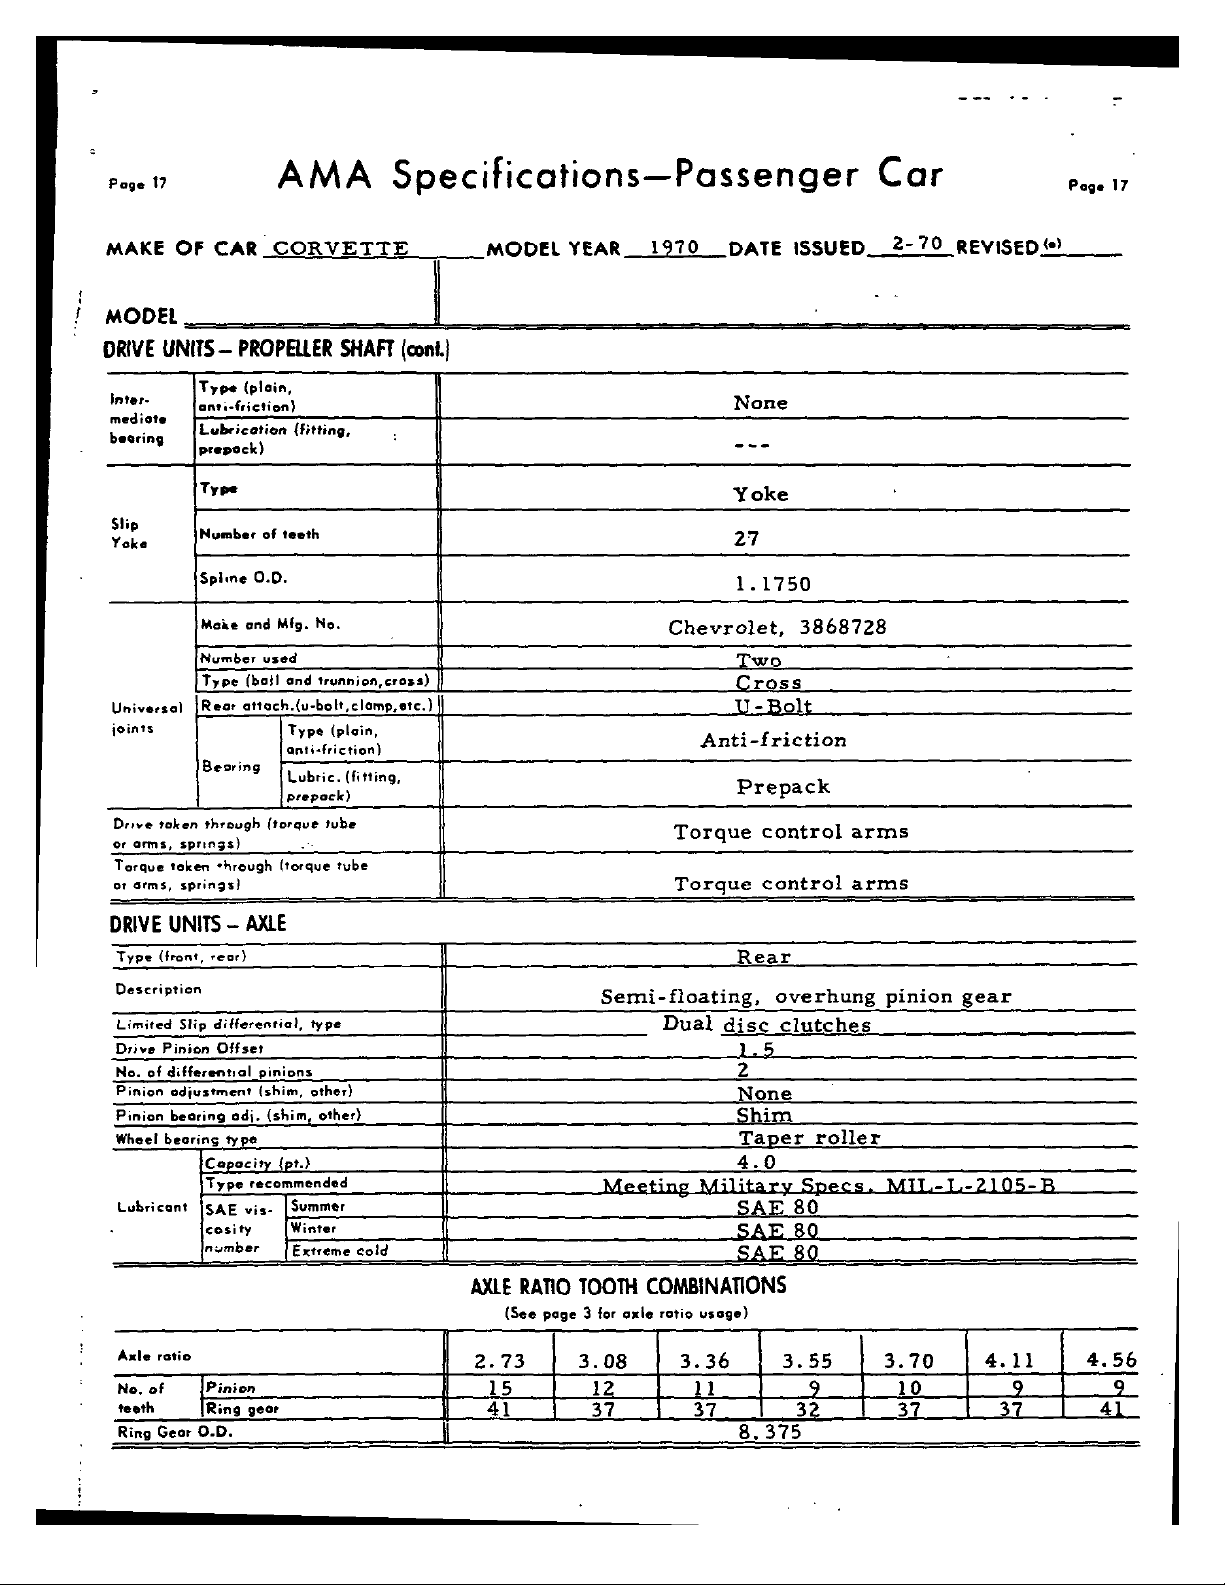 Page 17 AMA Specifications—Passenger Car Page 17
MAKE OF CAR CORVETTE MODEL YEAR 1970 DATE ISSUED 2-70 REVISED (•)
MODEL
DRIVE UNITS – PROPELLER SHAFT (cont.)
Inter-
mediate
bearing
Type (plain,
anti-friction) None
Lubrication (fitting,
prepack) ---
Slip
Yoke
Type Yoke
Number of teeth 27
Spline O.D. 1.1750
Universal
joints
Make and Mfg. No. Chevrolet, 3868728
Number used Two
Type (ball and trunnion,cross) Cross
Rear attach.(u-bolt,clamp,etc.) U-Bolt
Bearing
Type (plain,
anti-friction) Anti-friction
Lubric. (fitting,
prepack) Prepack
Drive taken through (torque tube
or arms, springs) Torque control arms
Torque taken through (torque tube
or arms, springs) Torque control arms
DRIVE UNITS – AXLE
Type (front, rear) Rear
Description Semi-floating, overhung pinion gear
Limited Slip differential, type Dual disc clutches
Drive Pinion Offset 1.5
No. of differential pinions 2
Pinion adjustment (shim, other) None
Pinion bearing adj. (shim, other) Shim
Wheel bearing type Taper roller
Lubricant
Capacity (pt.) 4.0
Type recommended Meeting Military Specs. MIL-L-2105-B
SAE vis-
cosity
number
Summer SAE 80
Winter SAE 80
Extreme cold SAE 80
AXLE RATIO TOOTH COMBINATIONS
(See page 3 for axle ratio usage)
Axle ratio 2.73 3.08 3.36 3.55 3.70 4.11 4.56
No. of
teeth
Pinion 15 12 11 9 10 9 9
Ring gear 41 37 37 32 37 37 41
Ring Gear O.D. 8.375